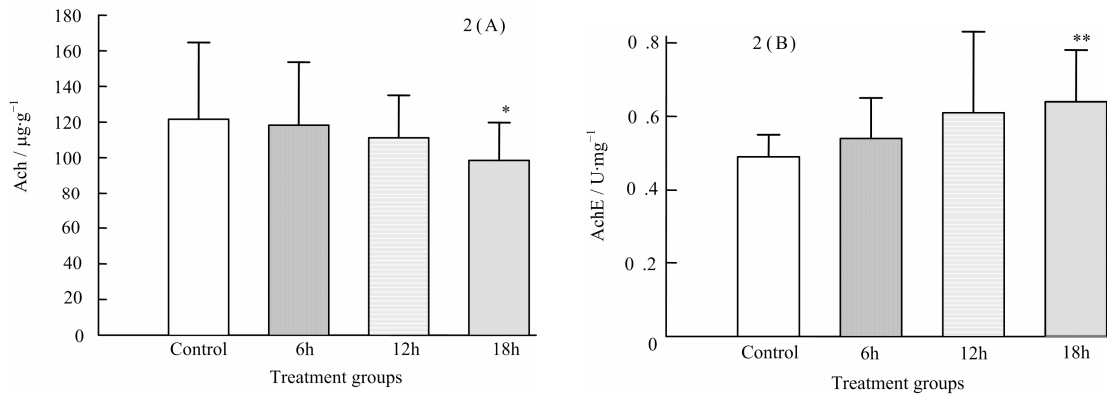 2 (A)
Ach / μg·g⁻¹
180
160
140
120
100
80
60
40
20
0
*
Control 6h 12h 18h
Treatment groups
2 (B)
AchE / U·mg⁻¹
0 .8
0 .6
0 .4
0 .2
0
**
Control 6h 12h 18h
Treatment groups